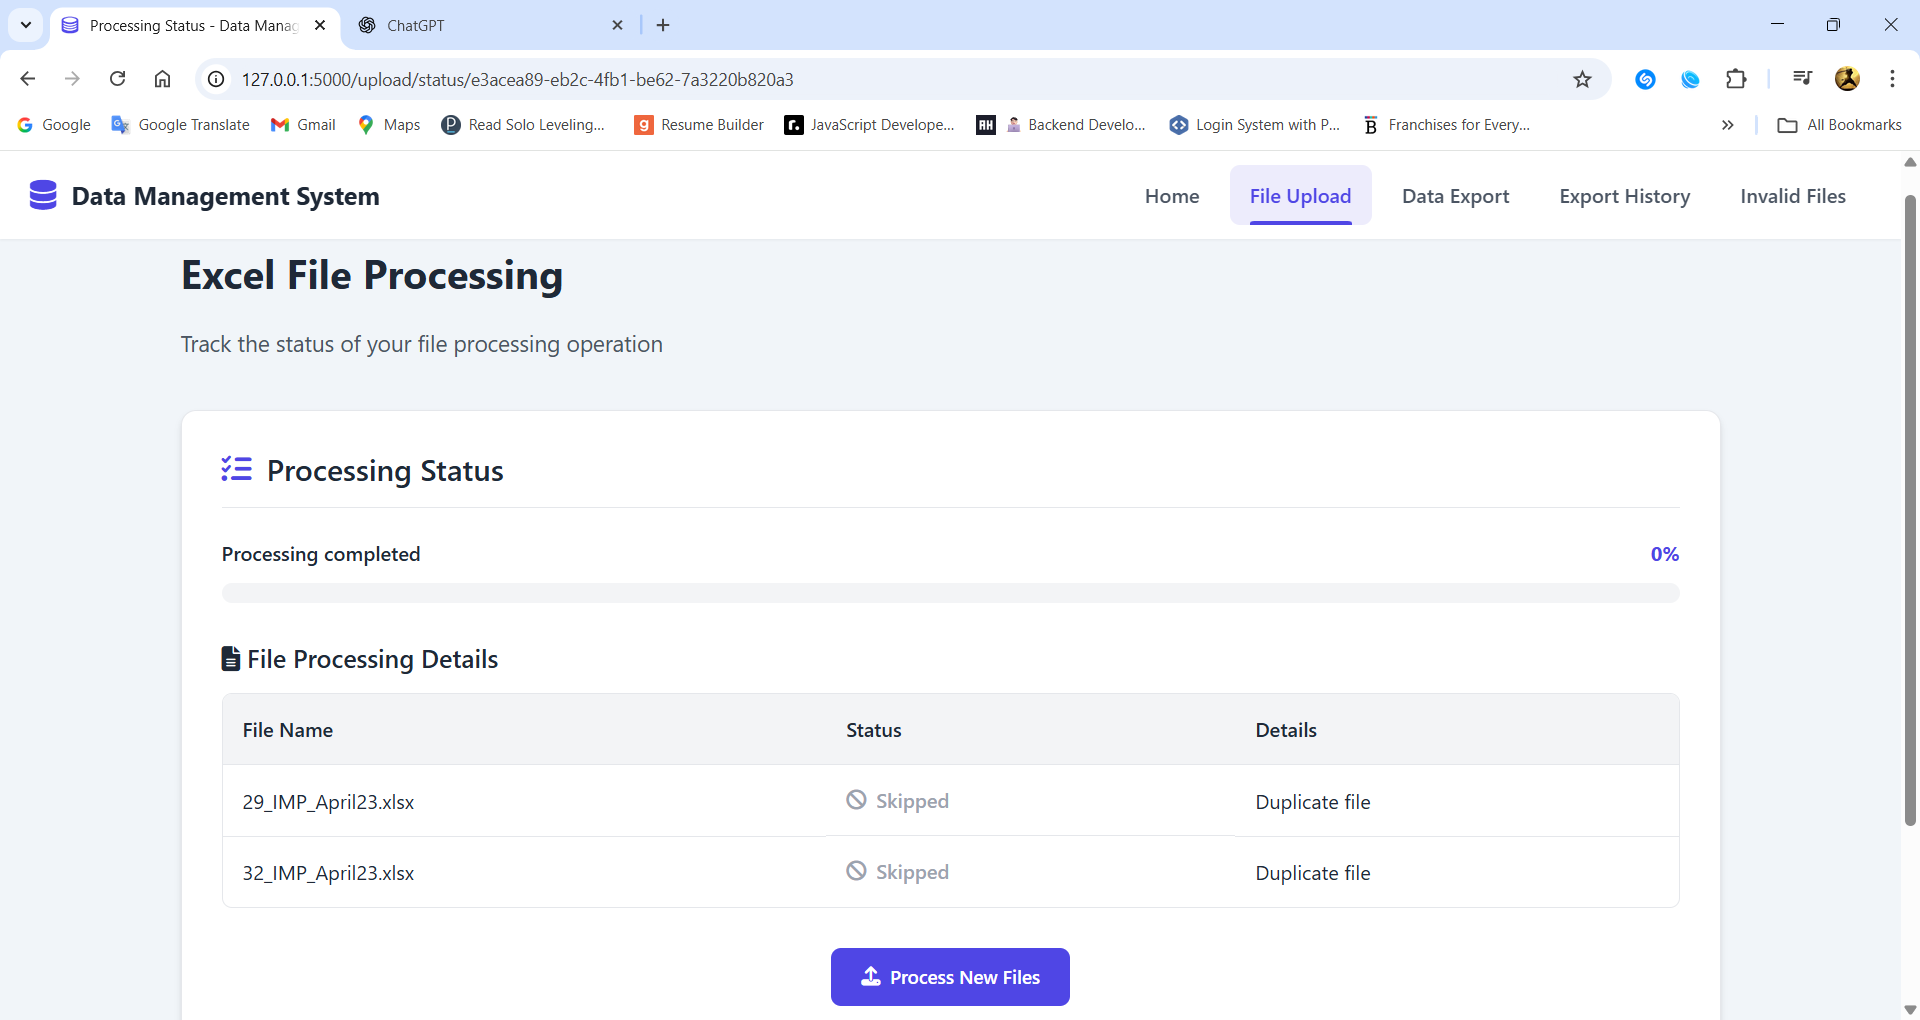 Processing Status - Data Manag
ChatGPT
127.0.0.1:5000/upload/status/e3acea89-eb2c-4fb1-be62-7a3220b820a3
Google
Google Translate
Gmail
Maps
Read Solo Leveling...
Resume Builder
JavaScript Develope...
Backend Develo...
Login System with P...
Franchises for Every...
All Bookmarks
Data Management System
Home
File Upload
Data Export
Export History
Invalid Files
Excel File Processing
Track the status of your file processing operation
Processing Status
Processing completed
0%
File Processing Details
File Name
Status
Details
29_IMP_April23.xlsx
Skipped
Duplicate file
32_IMP_April23.xlsx
Skipped
Duplicate file
Process New Files